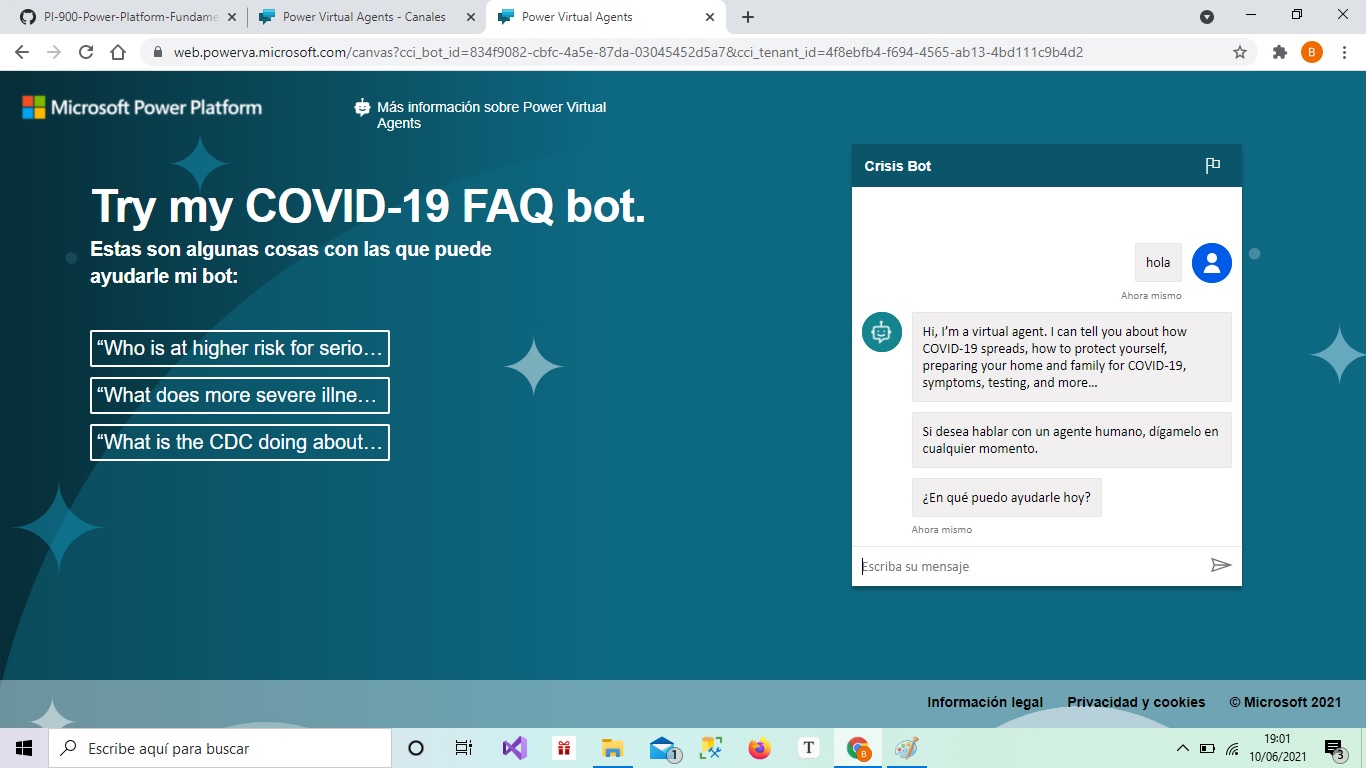 PI-900-Power-Platform-Fundame
Power Virtual Agents - Canales
Power Virtual Agents
web.powerva.microsoft.com/canvas?cci_bot_id=834f9082-cbfc-4a5e-87da-03045452d5a7&cci_tenant_id=4f8ebfb4-f694-4565-ab13-4bd111c9b4d2
B
Microsoft Power Platform
Más información sobre Power Virtual
Agents
Try my COVID-19 FAQ bot.
Estas son algunas cosas con las que puede
ayudarle mi bot:
“Who is at higher risk for serio…
“What does more severe illne…
“What is the CDC doing about…
Crisis Bot
hola
Ahora mismo
Hi, I’m a virtual agent. I can tell you about how
COVID-19 spreads, how to protect yourself,
preparing your home and family for COVID-19,
symptoms, testing, and more…
Si desea hablar con un agente humano, dígamelo en
cualquier momento.
¿En qué puedo ayudarle hoy?
Ahora mismo
Escriba su mensaje
Información legal
Privacidad y cookies
© Microsoft 2021
Escribe aquí para buscar
1
T
B
19:01
10/06/2021
3